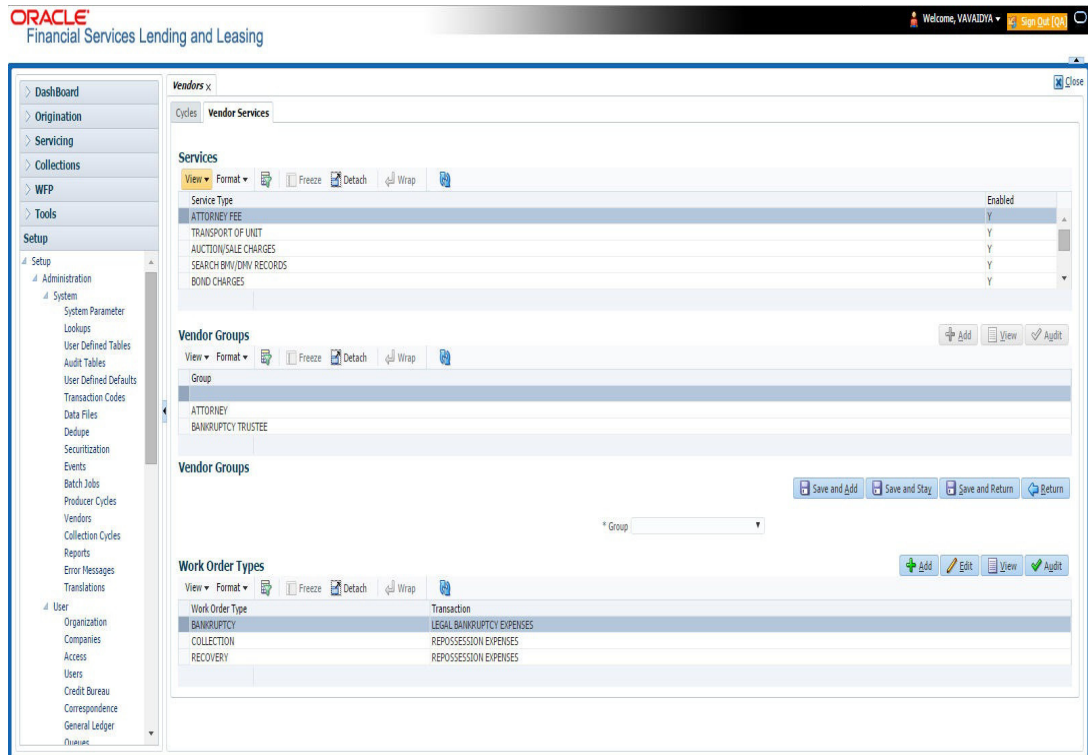 ORACLE
Financial Services Lending and Leasing
Welcome, VAVAIDYA
Sign Out [QA]
DashBoard
Origination
Servicing
Collections
WFP
Tools
Setup
Setup
Administration
System
System Parameter
Lookups
User Defined Tables
Audit Tables
User Defined Defaults
Transaction Codes
Data Files
Dedupe
Securitization
Events
Batch Jobs
Producer Cycles
Vendors
Collection Cycles
Reports
Error Messages
Translations
User
Organization
Companies
Access
Users
Credit Bureau
Correspondence
General Ledger
Queues
Vendors X
Close
Cycles Vendor Services
Services
View Format Freeze Detach Wrap
Service Type Enabled
ATTORNEY FEE Y
TRANSPORT OF UNIT Y
AUCTION/SALE CHARGES Y
SEARCH BMV/DMV RECORDS Y
BOND CHARGES Y
Vendor Groups
Add View Audit
View Format Freeze Detach Wrap
Group
ATTORNEY
BANKRUPTCY TRUSTEE
Vendor Groups
Save and Add Save and Stay Save and Return Return
* Group
Work Order Types
Add Edit View Audit
View Format Freeze Detach Wrap
Work Order Type Transaction
BANKRUPTCY LEGAL BANKRUPTCY EXPENSES
COLLECTION REPOSSESSION EXPENSES
RECOVERY REPOSSESSION EXPENSES